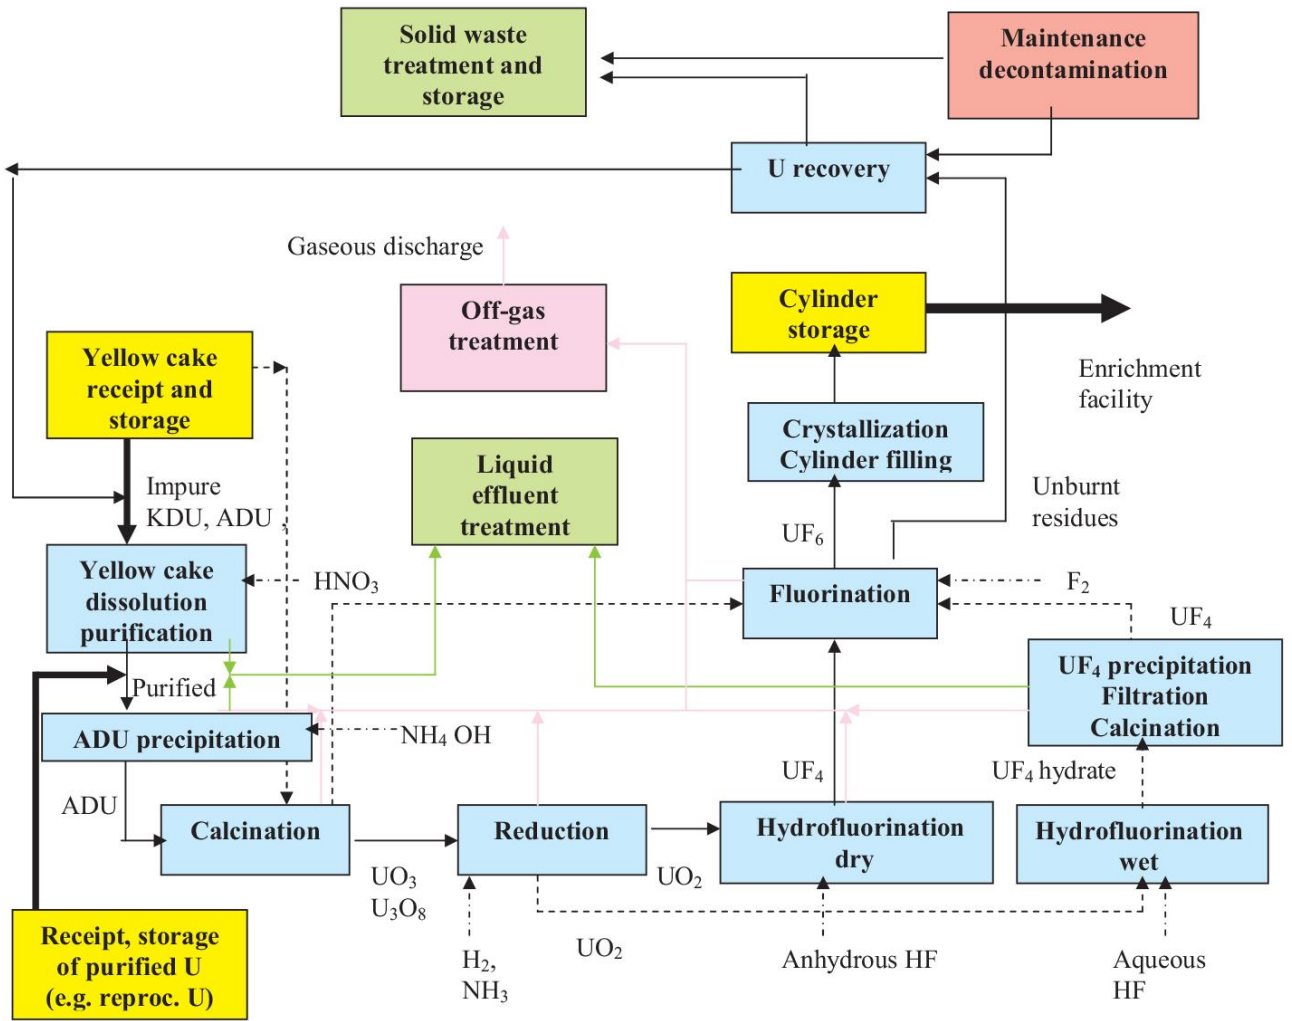 Solid waste
treatment and
storage
Maintenance
decontamination
U recovery
Gaseous discharge
Off-gas
treatment
Cylinder
storage
Enrichment
facility
Yellow cake
receipt and
storage
Crystallization
Cylinder filling
Liquid
effluent
treatment
Impure
KDU, ADU ,
Unburnt
residues
UF6
Yellow cake
dissolution
purification
HNO3
Fluorination
F2
UF4
Purified
UF4 precipitation
Filtration
Calcination
ADU precipitation
NH4 OH
UF4
UF4 hydrate
ADU
Calcination
Reduction
Hydrofluorination
dry
Hydrofluorination
wet
UO3
U3O8
UO2
Receipt, storage
of purified U
(e.g. reproc. U)
H2,
NH3
UO2
Anhydrous HF
Aqueous
HF